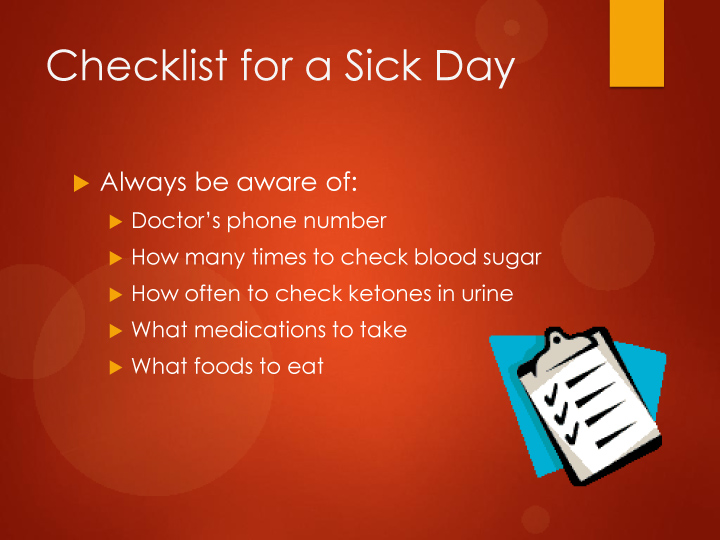 Checklist for a Sick Day
Always be aware of:
Doctor’s phone number
How many times to check blood sugar
How often to check ketones in urine
What medications to take
What foods to eat